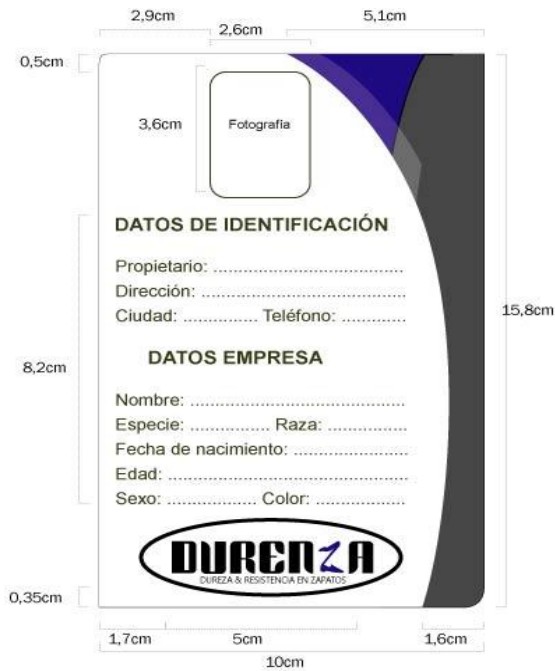 2,9cm 5,1cm
2,6cm
0,5cm
3,6cm
Fotografía
DATOS DE IDENTIFICACIÓN
Propietario: ........................................
Dirección: ...........................................
Ciudad: ............... Teléfono: .............
15,8cm
DATOS EMPRESA
8,2cm
Nombre: .............................................
Especie: ................. Raza: ................
Fecha de nacimiento: .......................
Edad: ..................................................
Sexo: ................... Color: ...................
DURENZA
DUREZA & RESISTENCIA EN ZAPATOS
0,35cm
1,7cm 5cm 1,6cm
10cm